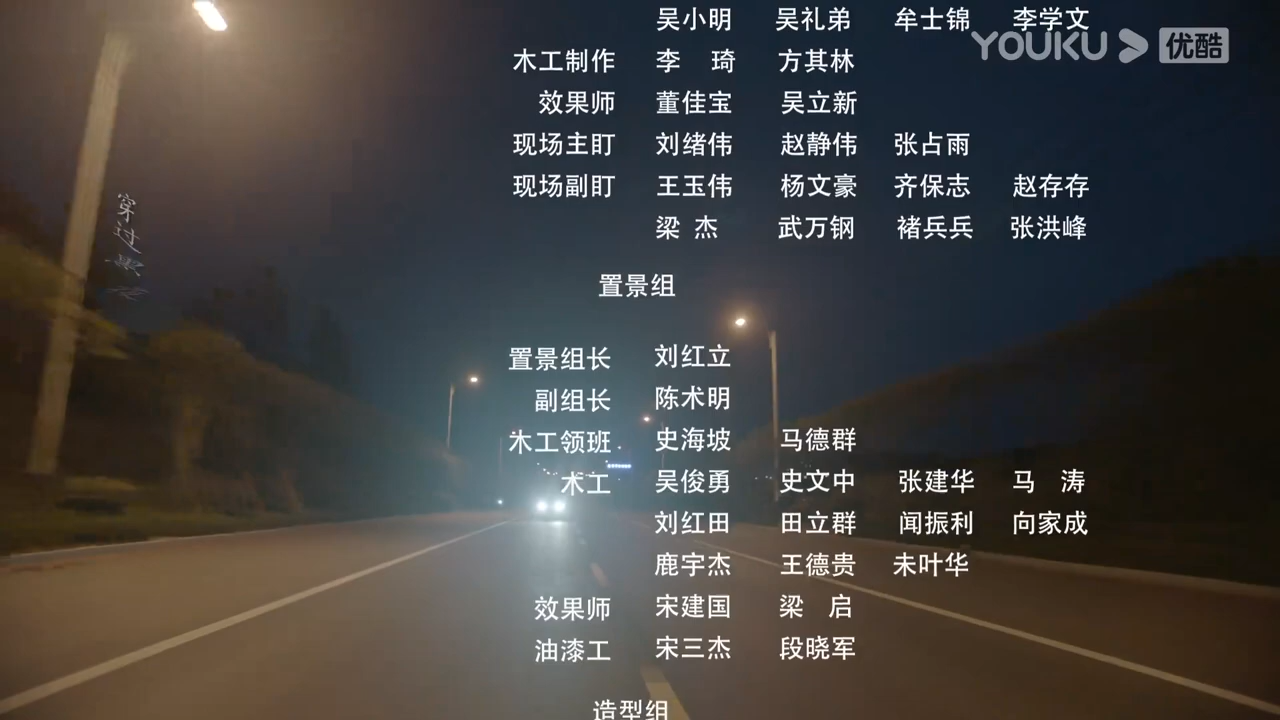 吴小明 吴礼弟 牟士锦 李学文
YOUKU 优酷
木工制作 李 琦 方其林
效果师 董佳宝 吴立新
现场主盯 刘绪伟 赵静伟 张占雨
现场副盯 王玉伟 杨文豪 齐保志 赵存存
梁 杰 武万钢 褚兵兵 张洪峰
穿过
置景组
置景组长 刘红立
副组长 陈术明
木工领班 史海坡 马德群
木工 吴俊勇 史文中 张建华 马 涛
刘红田 田立群 闻振利 向家成
鹿宇杰 王德贵 未叶华
效果师 宋建国 梁 启
油漆工 宋三杰 段晓军
造型组